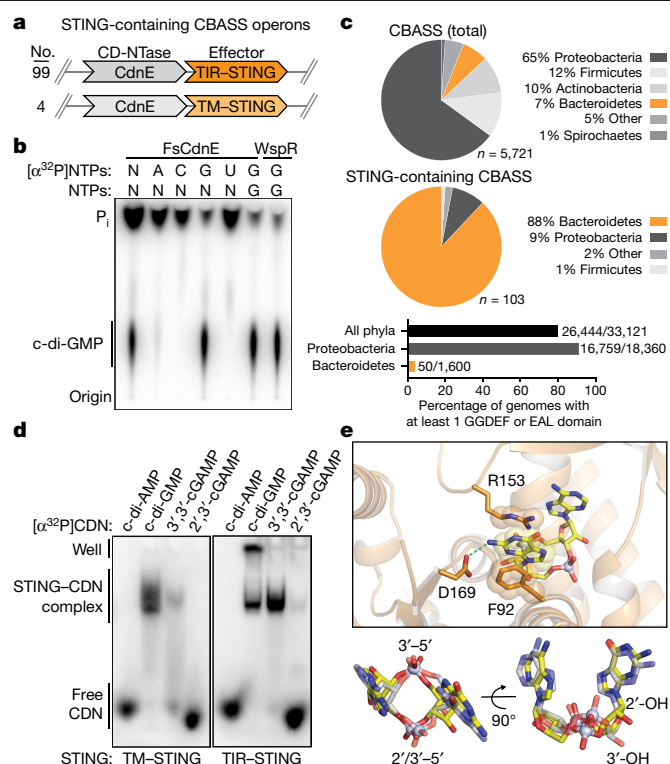 a STING-containing CBASS operons
No. CD-NTase Effector
99 CdnE TIR–STING
4 CdnE TM–STING
b
FsCdnE WspR
[α³²P]NTPs: N A C G U G G
NTPs: N N N N N G G
Pᵢ
c-di-GMP
Origin
c
CBASS (total)
65% Proteobacteria
12% Firmicutes
10% Actinobacteria
7% Bacteroidetes
5% Other
1% Spirochaetes
n = 5,721
STING-containing CBASS
88% Bacteroidetes
9% Proteobacteria
2% Other
1% Firmicutes
n = 103
All phyla 26,444/33,121
Proteobacteria 16,759/18,360
Bacteroidetes 50/1,600
0 20 40 60 80 100
Percentage of genomes with
at least 1 GGDEF or EAL domain
d
[α³²P]CDN: c-di-AMP c-di-GMP 3′,3′-cGAMP 2′,3′-cGAMP c-di-AMP c-di-GMP 3′,3′-cGAMP 2′,3′-cGAMP
Well
STING–CDN
complex
Free
CDN
STING: TM–STING TIR–STING
e
R153
D169
F92
3′–5′
2′/3′–5′
90°
2′-OH
3′-OH